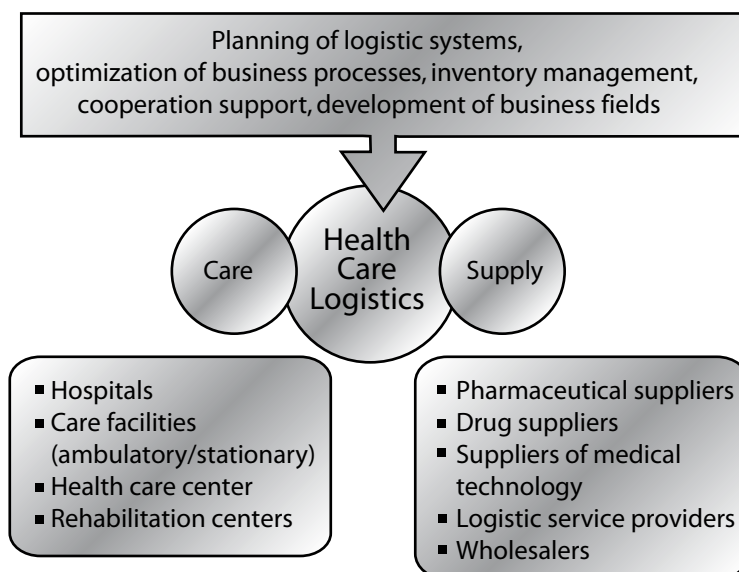 Planning of logistic systems,
optimization of business processes, inventory management,
cooperation support, development of business fields
Care
Health
Care
Logistics
Supply
▪ Hospitals
▪ Care facilities
(ambulatory/stationary)
▪ Health care center
▪ Rehabilitation centers
▪ Pharmaceutical suppliers
▪ Drug suppliers
▪ Suppliers of medical
technology
▪ Logistic service providers
▪ Wholesalers